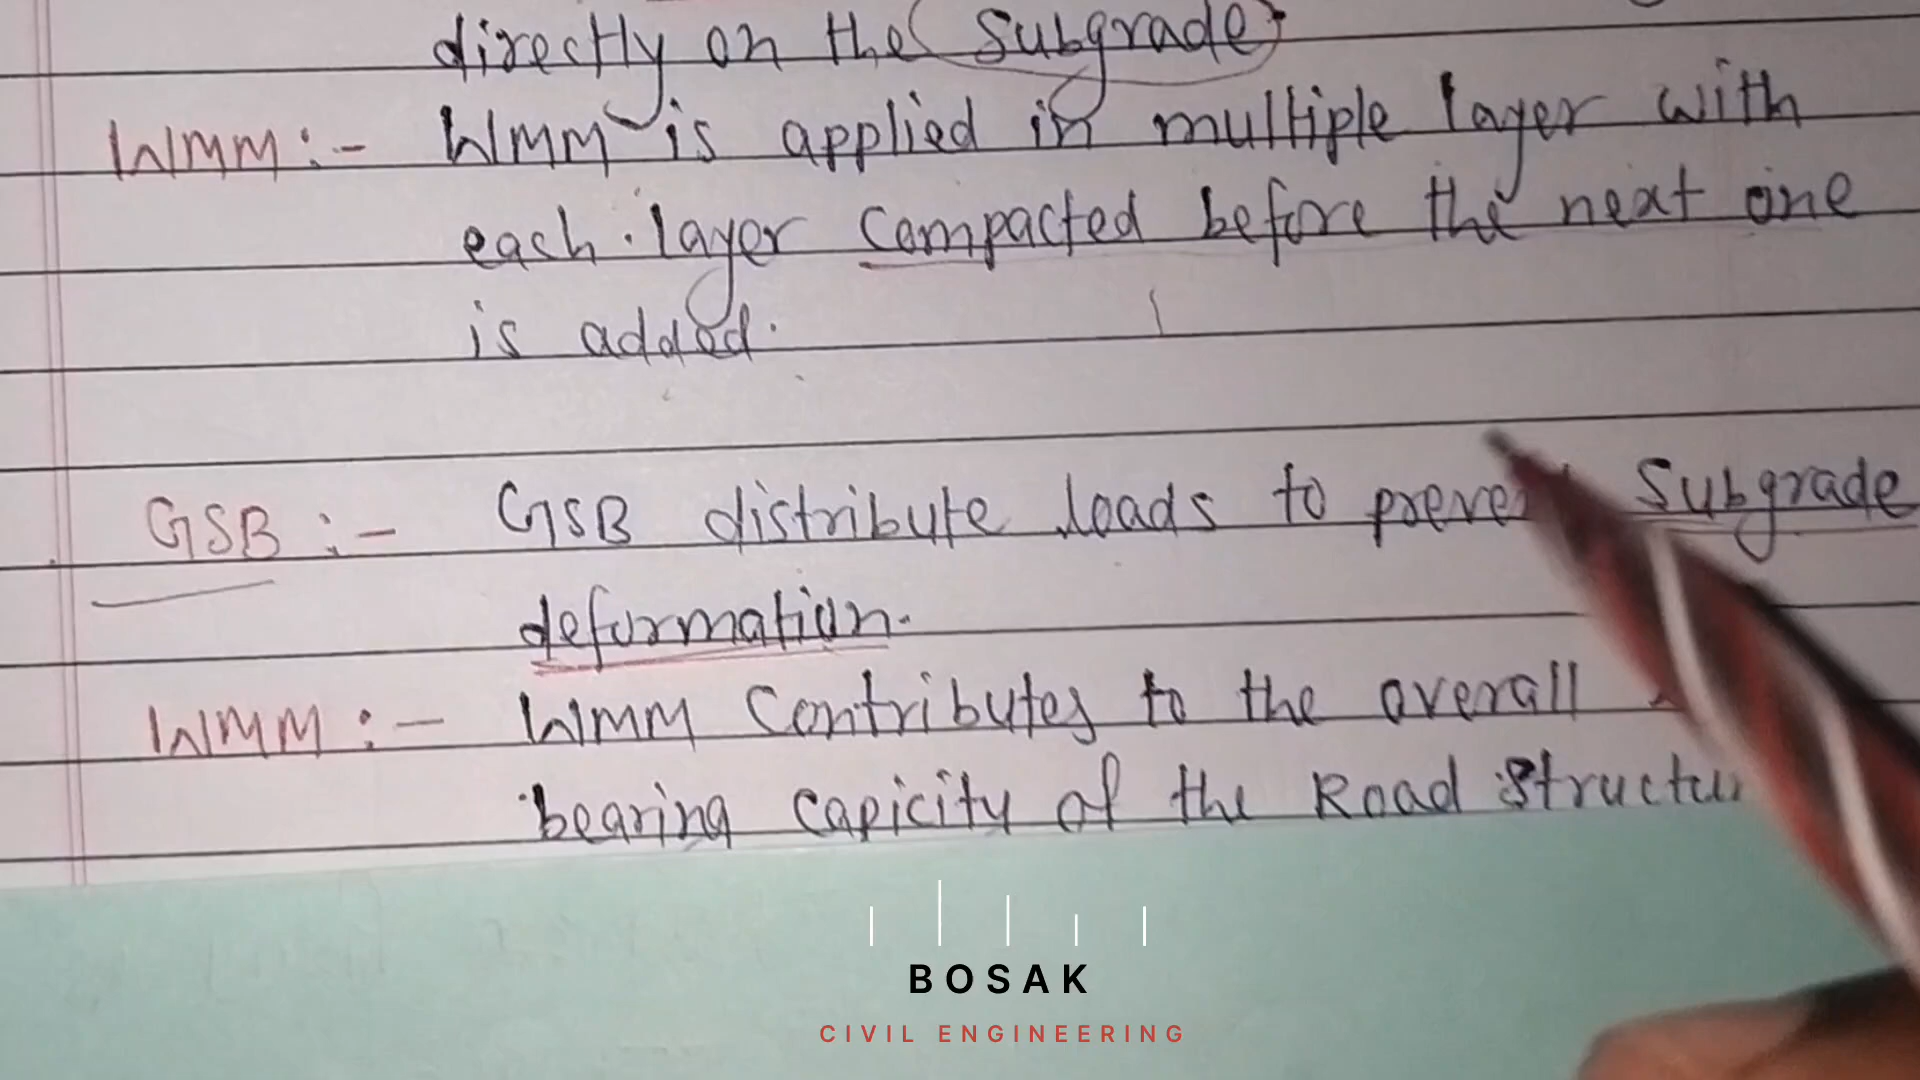 directly on the Subgrade
WMM :- WMM is applied in multiple layer with
each layer compacted before the next one
is added.
GSB :- GSB distribute loads to Subgrade
deformation.
WMM :- WMM Contributes to the overall
bearing capicity of the Road
BOSAK
CIVIL ENGINEERING